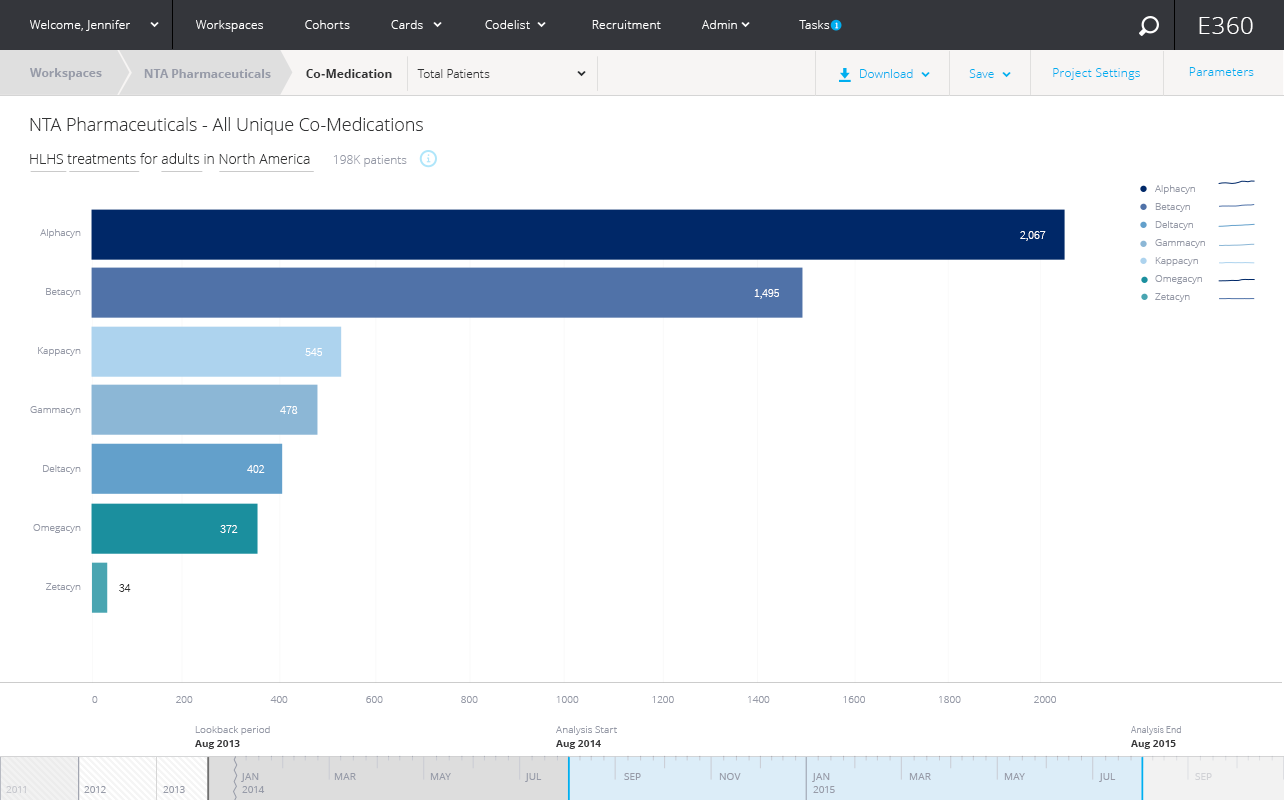 Welcome, Jennifer Workspaces Cohorts Cards Codelist Recruitment Admin Tasks i E360
Workspaces NTA Pharmaceuticals Co-Medication Total Patients Download Save Project Settings Parameters
NTA Pharmaceuticals - All Unique Co-Medications
HLHS treatments for adults in North America 198K patients i
Alphacyn
Betacyn
Deltacyn
Gammacyn
Kappacyn
Omegacyn
Zetacyn
Alphacyn 2,067
Betacyn 1,495
Kappacyn 545
Gammacyn 478
Deltacyn 402
Omegacyn 372
Zetacyn 34
0 200 400 600 800 1000 1200 1400 1600 1800 2000
Lookback period Analysis Start Analysis End
Aug 2013 Aug 2014 Aug 2015
JAN MAR MAY JUL SEP NOV JAN MAR MAY JUL SEP
2011 2012 2013 2014 2015